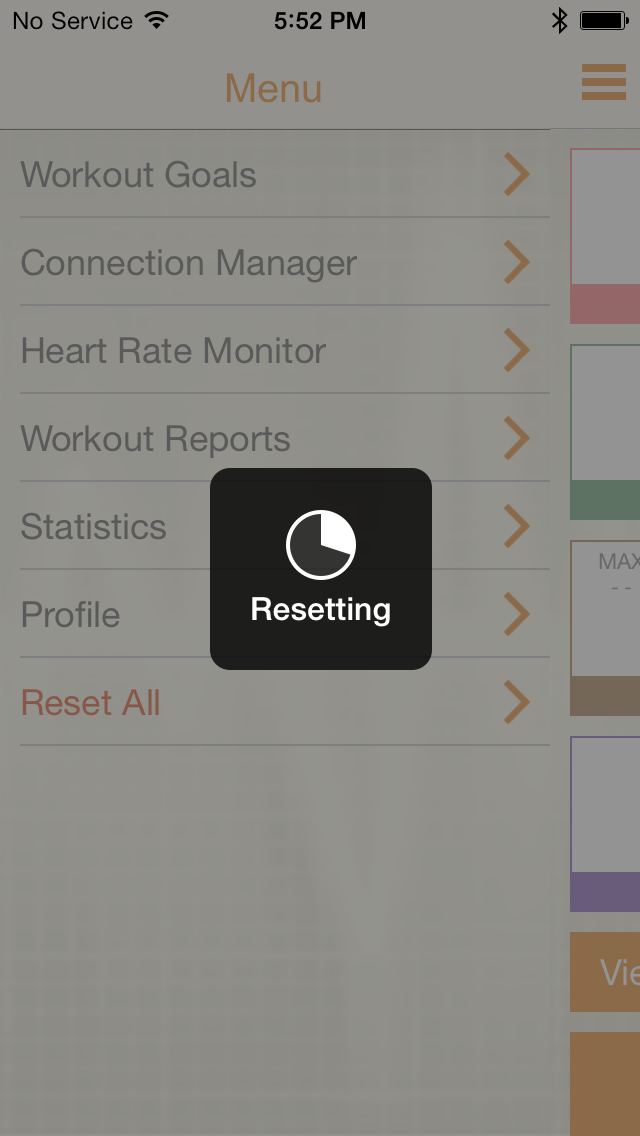 No Service 5:52 PM
Menu
Workout Goals
Connection Manager
Heart Rate Monitor
Workout Reports
Statistics
Profile
Reset All
Resetting
MAX
- -
Vie